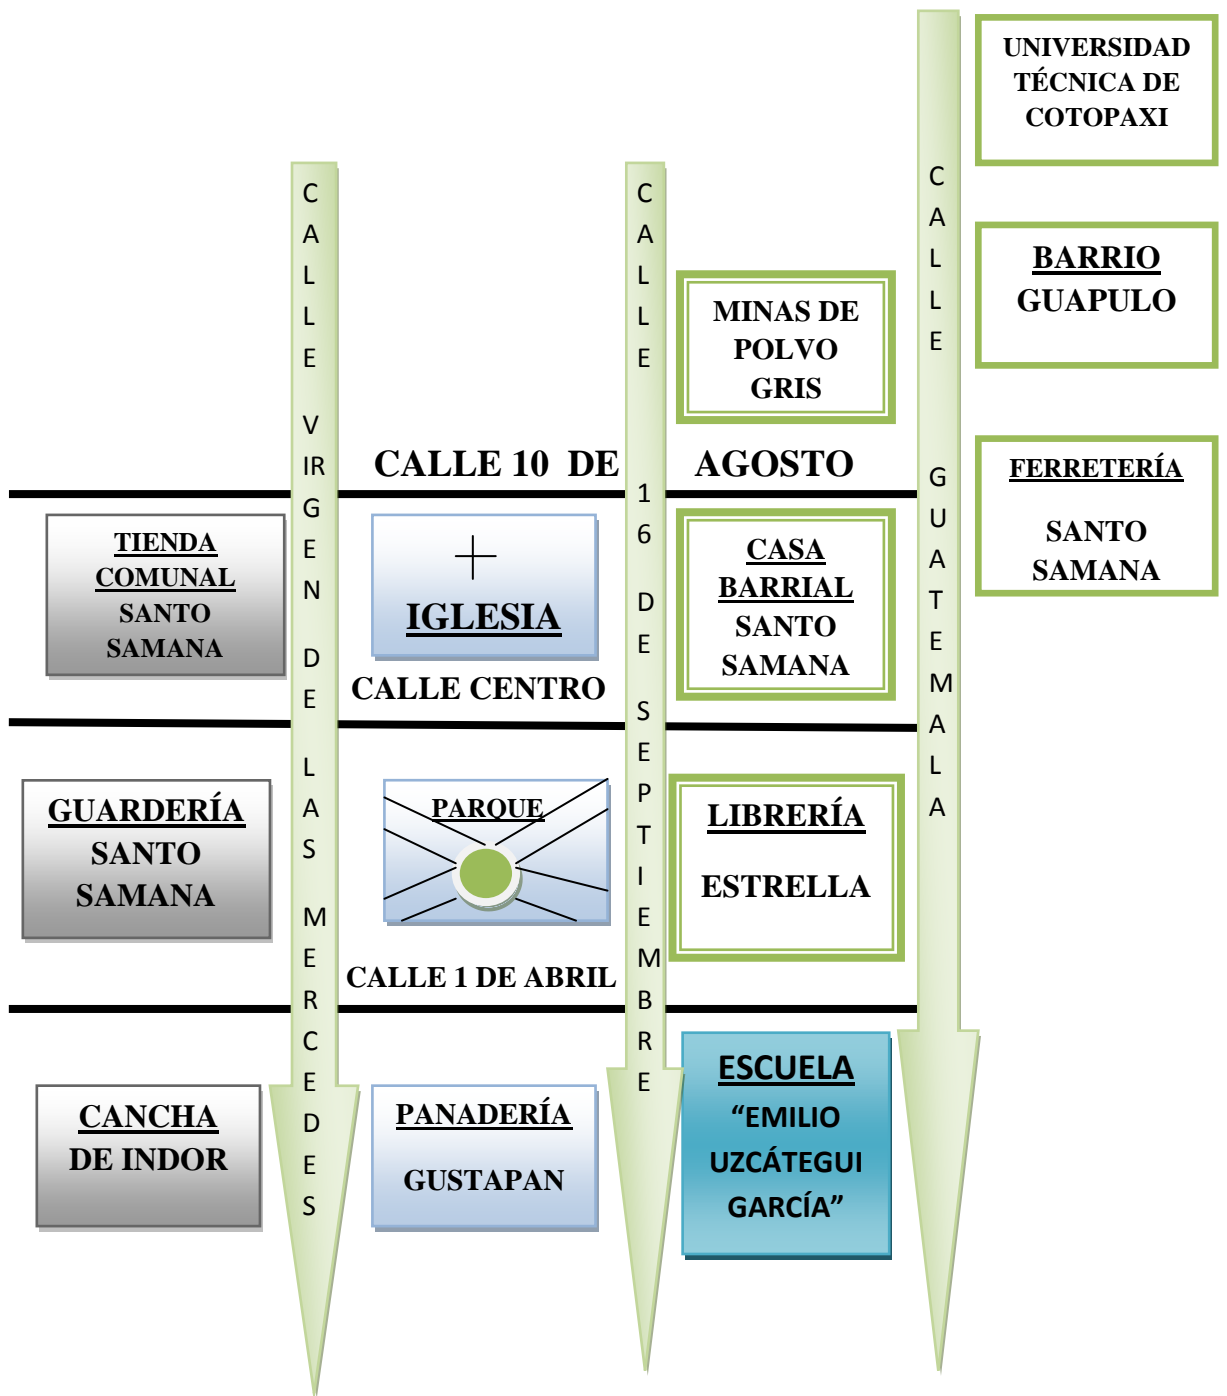 UNIVERSIDAD
TÉCNICA DE
COTOPAXI
BARRIO
GUAPULO
MINAS DE
POLVO
GRIS
CALLE 10 DE AGOSTO
FERRETERÍA
SANTO
SAMANA
TIENDA
COMUNAL
SANTO
SAMANA
IGLESIA
CASA
BARRIAL
SANTO
SAMANA
CALLE CENTRO
GUARDERÍA
SANTO
SAMANA
PARQUE
LIBRERÍA
ESTRELLA
CALLE 1 DE ABRIL
CANCHA
DE INDOR
PANADERÍA
GUSTAPAN
ESCUELA
“EMILIO
UZCÁTEGUI
GARCÍA”
CALLE VIRGEN DE LAS MERCEDES
CALLE 16 DE SEPTIEMBRE
CALLE GUATEMALA